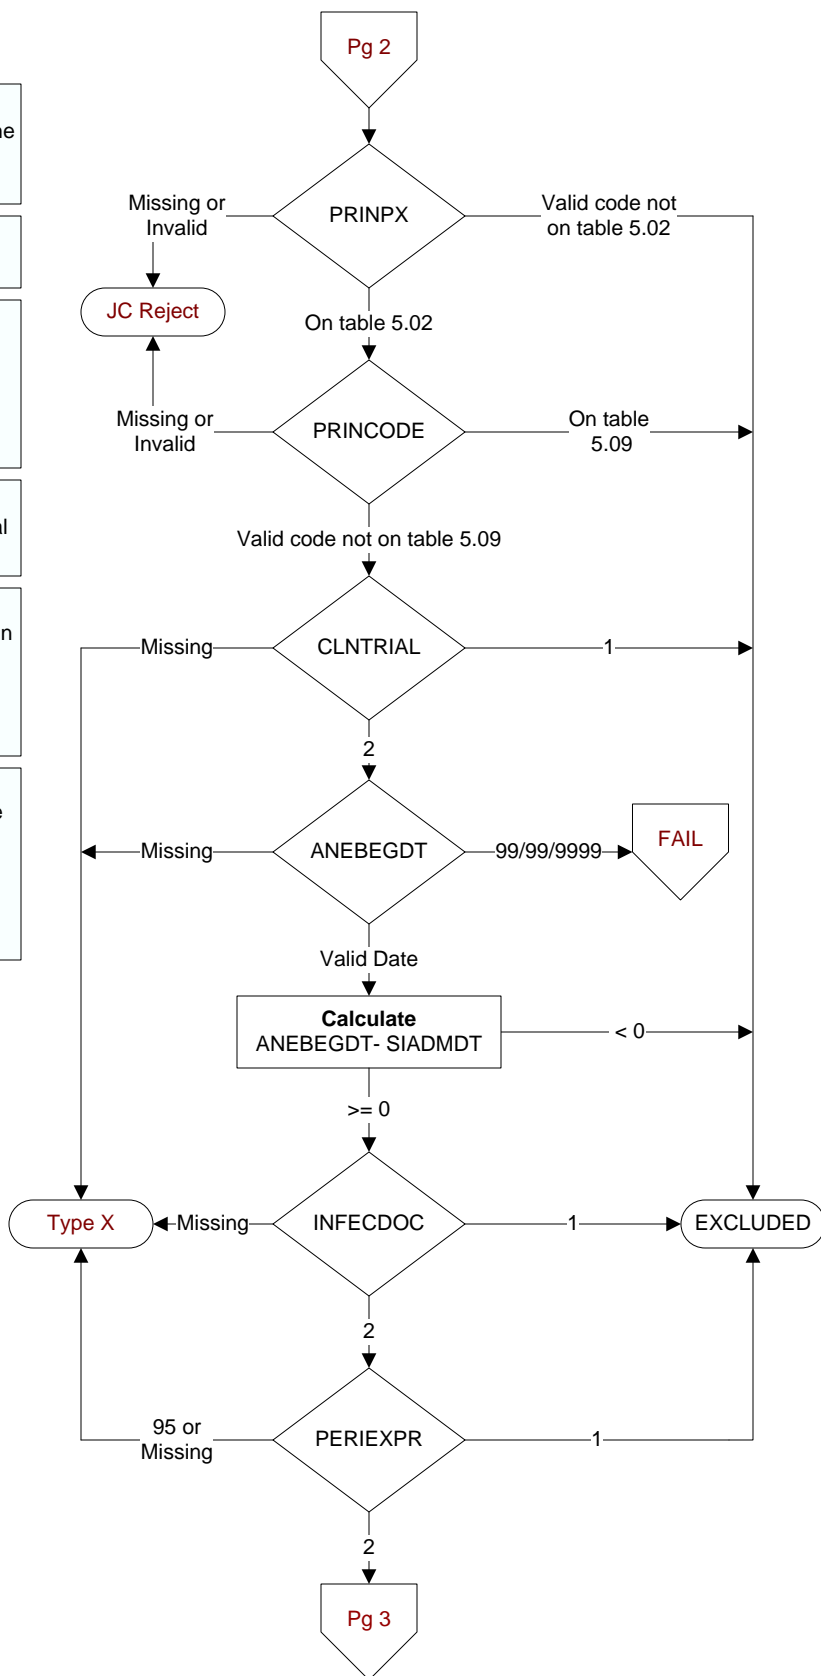 Pg 2
ne
PRINPX
Missing or
Invalid
Valid code not
on table 5.02
JC Reject
On table 5.02
PRINCODE
Missing or
Invalid
On table
5.09
al
Valid code not on table 5.09
n
CLNTRIAL
Missing
1
2
e
ANEBEGDT
Missing
99/99/9999
FAIL
Valid Date
Calculate
ANEBEGDT- SIADMDT
< 0
>= 0
Type X
Missing
INFECDOC
1
EXCLUDED
2
95 or
Missing
PERIEXPR
1
2
Pg 3